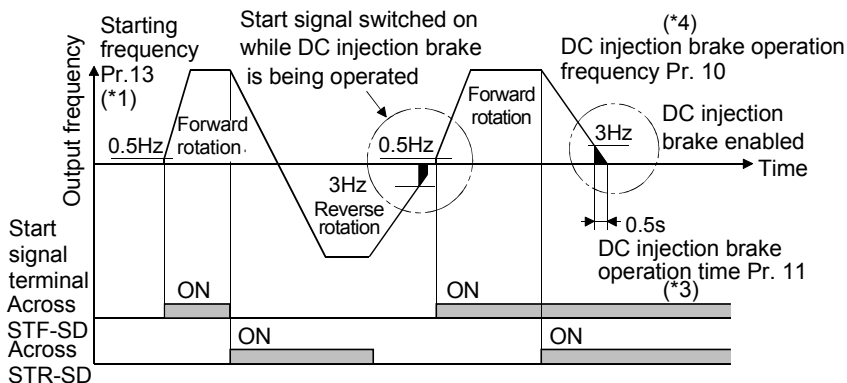 Starting
frequency
Pr.13
(*1)
Start signal switched on
while DC injection brake
is being operated
(*4)
DC injection brake operation
frequency Pr. 10
Output frequency
0.5Hz
Forward
rotation
0.5Hz
Forward
rotation
3Hz
DC injection
brake enabled
Time
3Hz
Reverse
rotation
0.5s
DC injection brake
operation time Pr. 11
(*3)
Start
signal
terminal
Across
STF-SD
ON
ON
Across
STR-SD
ON
ON